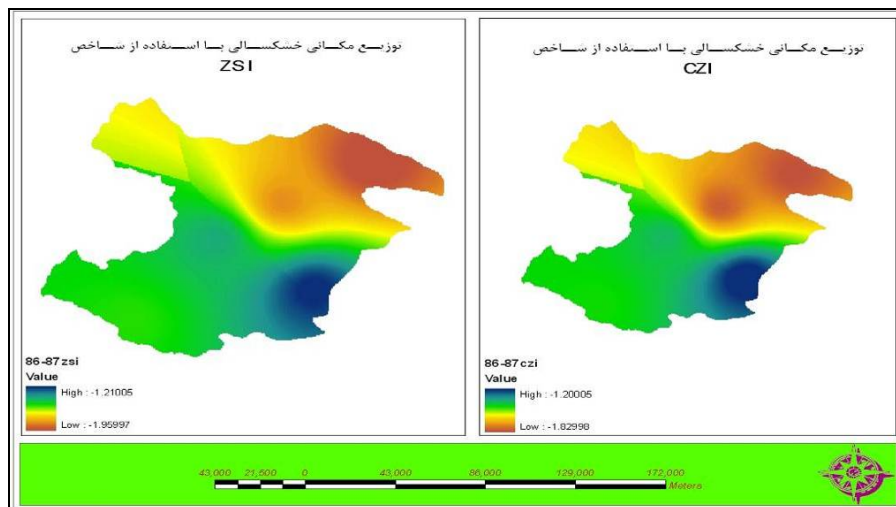 توزیع مکانی خشکسالی با استفاده از شاخص
ZSI
86-87zsi
Value
High : -1.21005
Low : -1.95997
توزیع مکانی خشکسالی با استفاده از شاخص
CZI
86-87czi
Value
High : -1.20005
Low : -1.82998
43,000 21,500 0 43,000 86,000 129,000 172,000
Meters